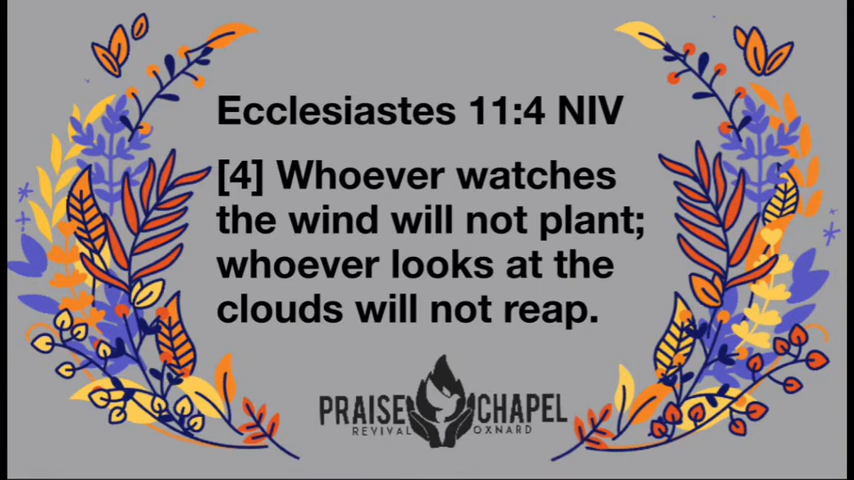 Ecclesiastes 11:4 NIV
[4] Whoever watches
the wind will not plant;
whoever looks at the
clouds will not reap.
PRAISE CHAPEL
REVIVAL OXNARD